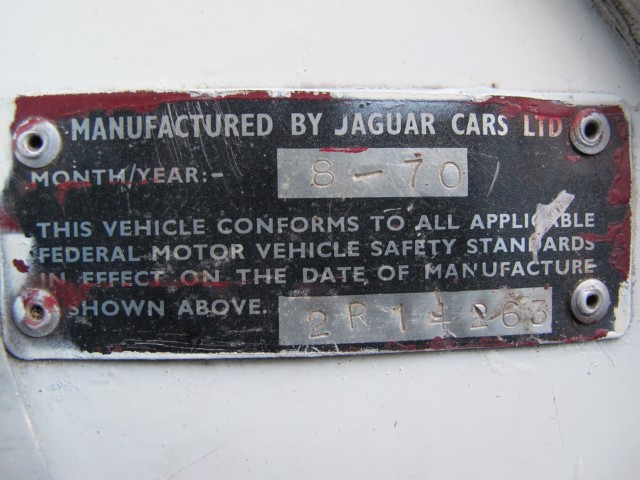 MANUFACTURED BY JAGUAR CARS LTD
MONTH/YEAR:- 8-70
THIS VEHICLE CONFORMS TO ALL APPLICABLE
FEDERAL MOTOR VEHICLE SAFETY STANDARDS
IN EFFECT ON THE DATE OF MANUFACTURE
SHOWN ABOVE. 2R14263